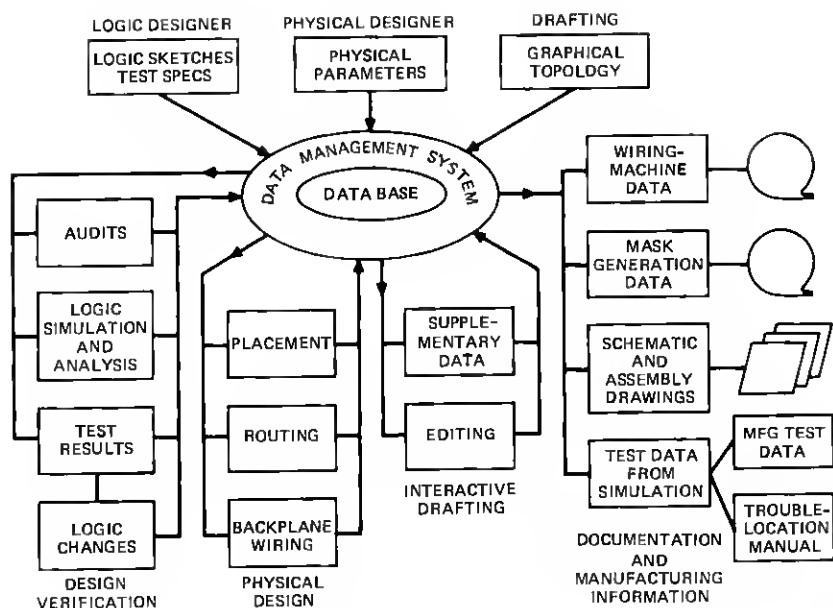 LOGIC DESIGNER
LOGIC SKETCHES
TEST SPECS
PHYSICAL DESIGNER
PHYSICAL
PARAMETERS
DRAFTING
GRAPHICAL
TOPOLOGY
DATA MANAGEMENT SYSTEM
DATA BASE
AUDITS
LOGIC
SIMULATION
AND
ANALYSIS
TEST
RESULTS
LOGIC
CHANGES
DESIGN
VERIFICATION
PLACEMENT
ROUTING
BACKPLANE
WIRING
PHYSICAL
DESIGN
SUPPLE-
MENTARY
DATA
EDITING
INTERACTIVE
DRAFTING
WIRING-
MACHINE
DATA
MASK
GENERATION
DATA
SCHEMATIC
AND
ASSEMBLY
DRAWINGS
TEST DATA
FROM
SIMULATION
MFG TEST
DATA
TROUBLE-
LOCATION
MANUAL
DOCUMENTATION
AND
MANUFACTURING
INFORMATION